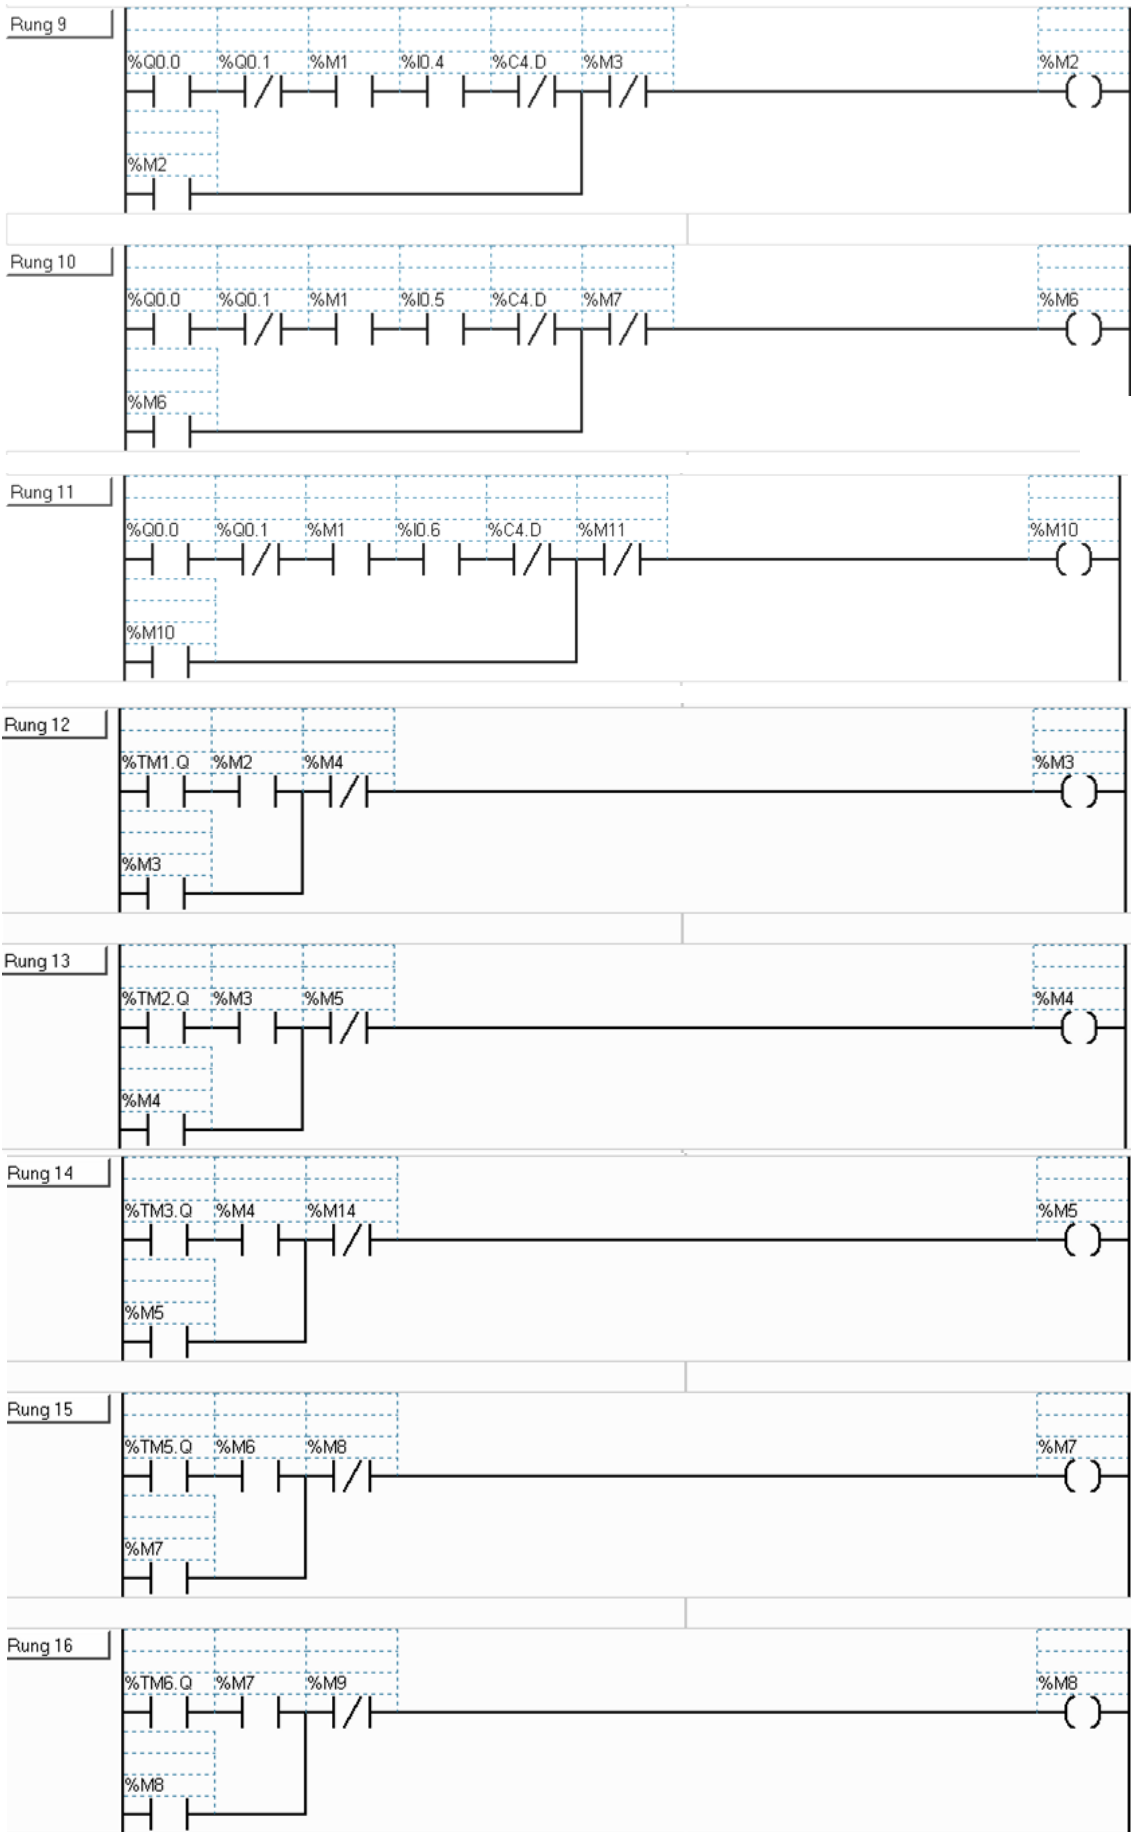 Rung 9
%Q0.0 %Q0.1 %M1 %I0.4 %C4.D %M3 %M2
%M2
Rung 10
%Q0.0 %Q0.1 %M1 %I0.5 %C4.D %M7 %M6
%M6
Rung 11
%Q0.0 %Q0.1 %M1 %I0.6 %C4.D %M11 %M10
%M10
Rung 12
%TM1.Q %M2 %M4 %M3
%M3
Rung 13
%TM2.Q %M3 %M5 %M4
%M4
Rung 14
%TM3.Q %M4 %M14 %M5
%M5
Rung 15
%TM5.Q %M6 %M8 %M7
%M7
Rung 16
%TM6.Q %M7 %M9 %M8
%M8